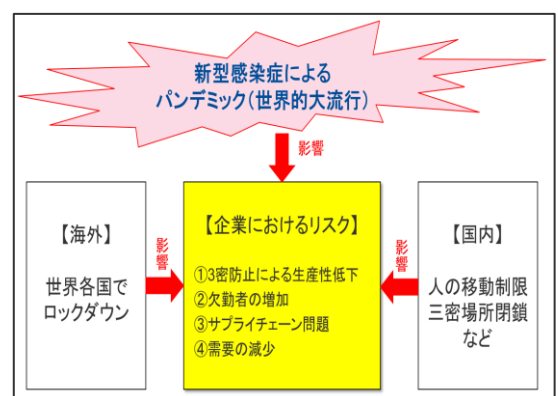 新型感染症による
パンデミック(世界的大流行)
影響
【海外】
世界各国で
ロックダウン
影響
【企業におけるリスク】
①3密防止による生産性低下
②欠勤者の増加
③サプライチェーン問題
④需要の減少
影響
【国内】
人の移動制限
三密場所閉鎖
など